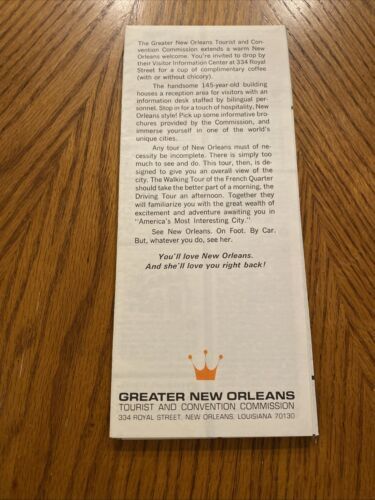 The Greater New Orleans Tourist and Con-
vention Commission extends a warm New
Orleans welcome. You're invited to drop by
their Visitor Information Center at 334 Royal
Street for a cup of complimentary coffee
(with or without chicory).
The handsome 145-year-old building
houses a reception area for visitors with an
information desk staffed by bilingual per-
sonnel. Stop in for a touch of hospitality, New
Orleans style! Pick up some informative bro-
chures provided by the Commission, and
immerse yourself in one of the world's
unique cities.
Any tour of New Orleans must of ne-
cessity be incomplete. There is simply too
much to see and do. This tour, then, is de-
signed to give you an overall view of the
city. The Walking Tour of the French Quarter
should take the better part of a morning, the
Driving Tour an afternoon. Together they
will familiarize you with the great wealth of
excitement and adventure awaiting you in
"America's Most Interesting City."
See New Orleans. On Foot. By Car.
But, whatever you do, see her.
You'll love New Orleans.
And she'll love you right back!
GREATER NEW ORLEANS
TOURIST AND CONVENTION COMMISSION
334 ROYAL STREET, NEW ORLEANS, LOUISIANA 70130